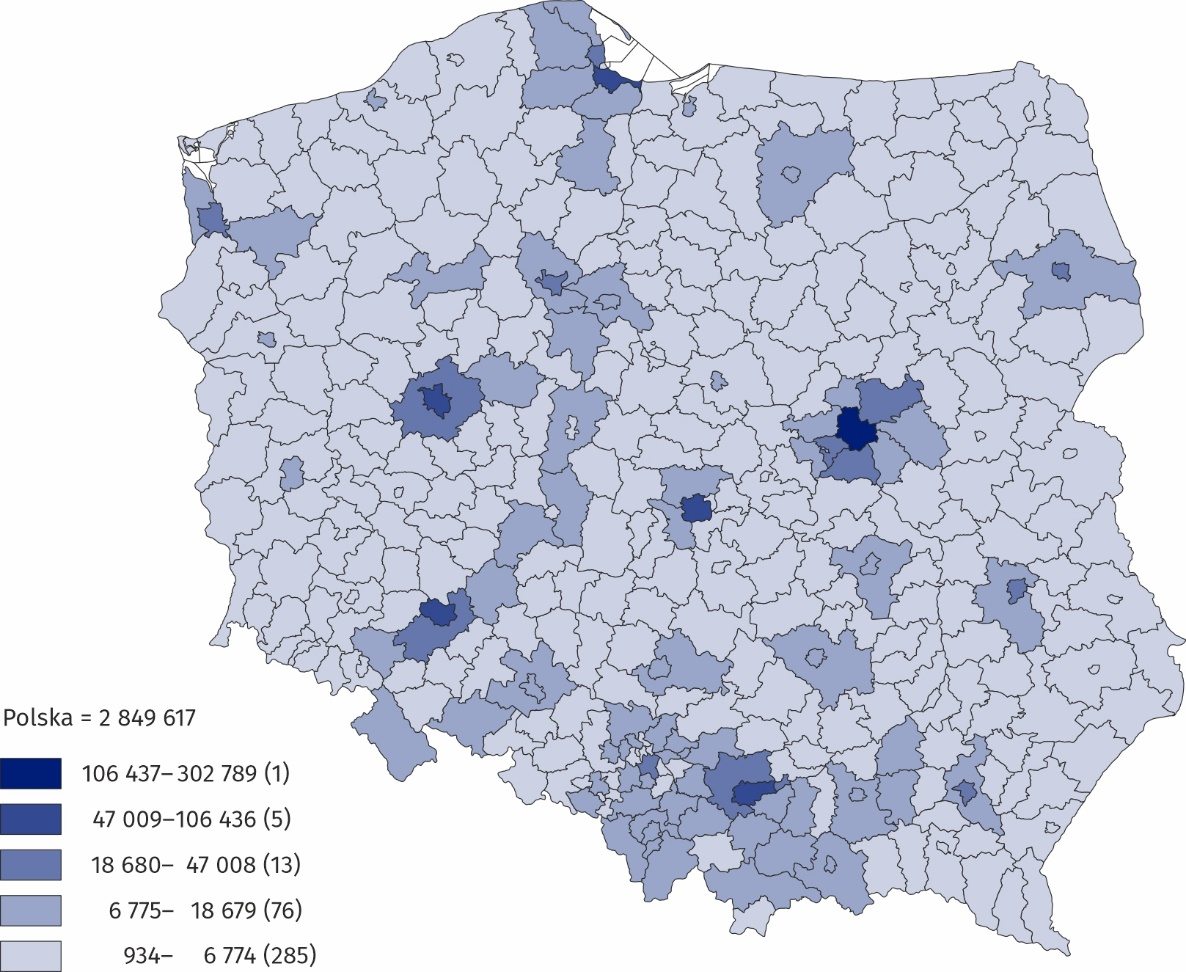 Polska = 2 849 617
106 437–302 789 (1)
47 009–106 436 (5)
18 680– 47 008 (13)
6 775– 18 679 (76)
934– 6 774 (285)